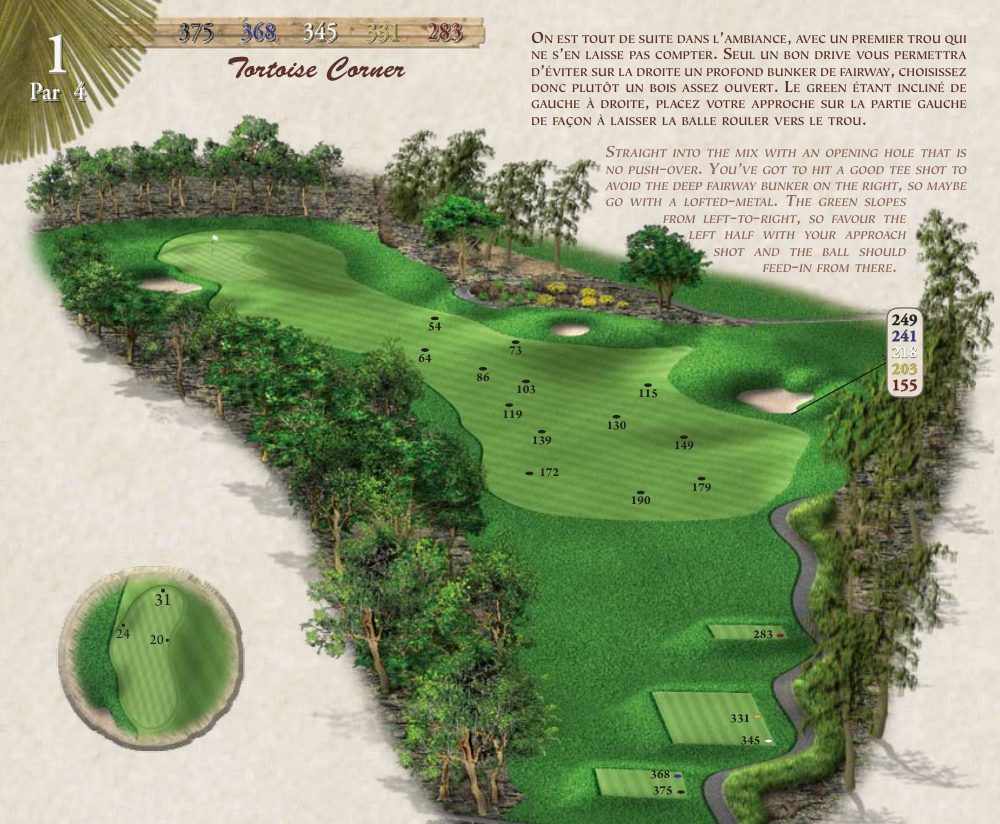 1
Par 4
375 368 345 331 283
Tortoise Corner
On est tout de suite dans l'ambiance, avec un premier trou qui
ne s'en laisse pas compter. Seul un bon drive vous permettra
d'éviter sur la droite un profond bunker de fairway, choisissez
donc plutôt un bois assez ouvert. Le green étant incliné de
gauche à droite, placez votre approche sur la partie gauche
de façon à laisser la balle rouler vers le trou.
Straight into the mix with an opening hole that is
no push-over. You've got to hit a good tee shot to
avoid the deep fairway bunker on the right, so maybe
go with a lofted-metal. The green slopes
from left-to-right, so favour the
left half with your approach
shot and the ball should
feed-in from there.
249
241
218
203
155
54
73
64
86
103
115
119
130
139
149
172
179
190
31
24
20
283
331
345
368
375